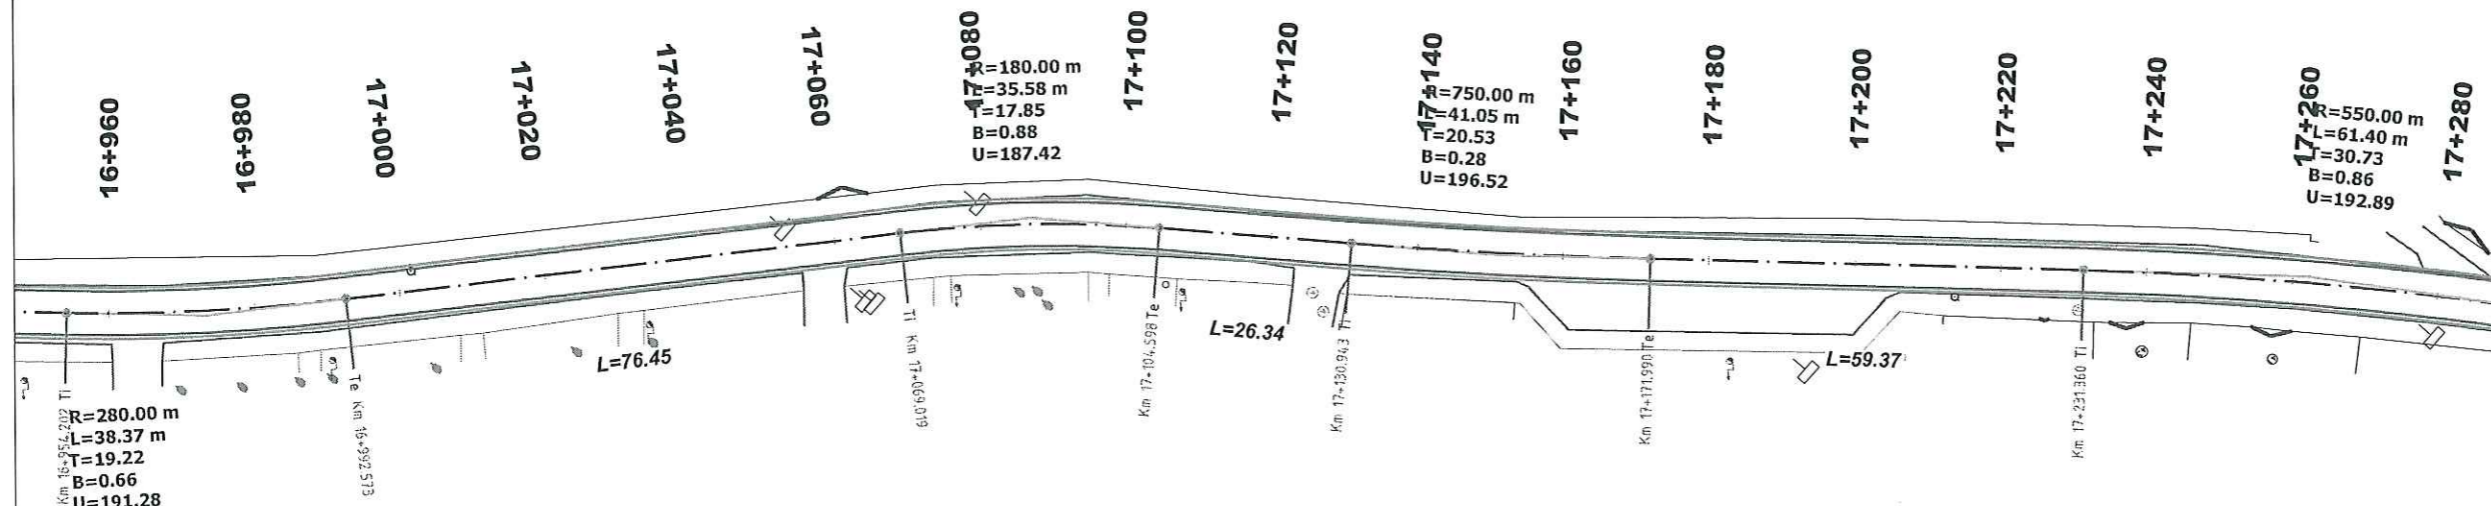 16+960
16+980
17+000
17+020
17+040
17+060
17+080
17+100
17+120
17+140
17+160
17+180
17+200
17+220
17+240
17+260
17+280
R=180.00 m
L=35.58 m
T=17.85
B=0.88
U=187.42
R=750.00 m
L=41.05 m
T=20.53
B=0.28
U=196.52
R=550.00 m
L=61.40 m
T=30.73
B=0.86
U=192.89
L=76.45
L=26.34
L=59.37
Km 16+954.202 Ti
Te Km 16+992.573
Ti Km 17+069.019
Km 17+104.598 Te
Km 17+130.943 Ti
Km 17+171.990 Te
Km 17+231.360 Ti
R=280.00 m
L=38.37 m
T=19.22
B=0.66
U=191.28